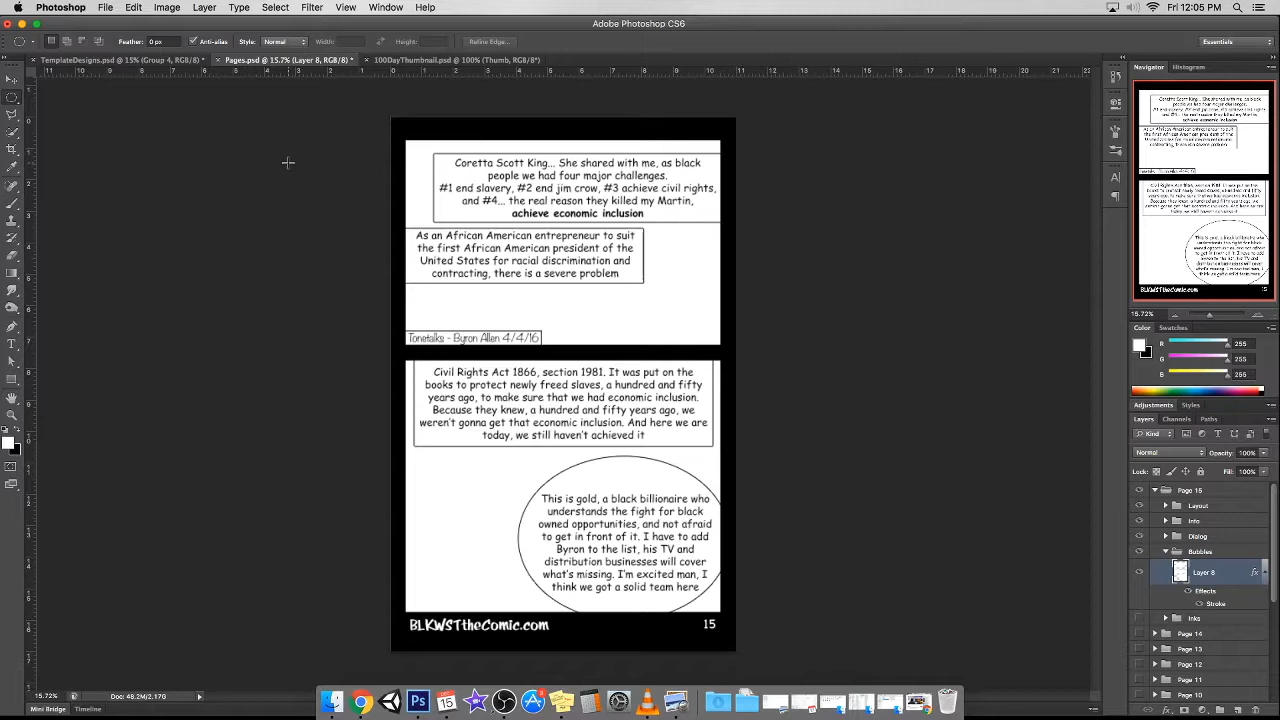 Photoshop File Edit Image Layer Type Select Filter View Window Help
Fri 12:05 PM
Adobe Photoshop CS6
Feather: 0 px Anti-alias Style: Normal Width: Height: Refine Edge... Essentials
TemplateDesigns.psd @ 15% (Group 4, RGB/8) * Pages.psd @ 15.7% (Layer 8, RGB/8) * 100DayThumbnail.psd @ 100% (Thumb, RGB/8*)
Navigator Histogram
Coretta Scott King... She shared with me, as black
people we had four major challenges.
#1 end slavery, #2 end jim crow, #3 achieve civil rights,
and #4... the real reason they killed my Martin,
achieve economic inclusion
As an African American entrepreneur to suit
the first African American president of the
United States for racial discrimination and
contracting, there is a severe problem
Tonetalks - Byron Allen 4/4/16
Civil Rights Act 1866, section 1981. It was put on the
books to protect newly freed slaves, a hundred and fifty
years ago, to make sure that we had economic inclusion.
Because they knew, a hundred and fifty years ago, we
weren't gonna get that economic inclusion. And here we are
today, we still haven't achieved it
This is gold, a black billionaire who
understands the fight for black
owned opportunities, and not afraid
to get in front of it. I have to add
Byron to the list, his TV and
distribution businesses will cover
what's missing. I'm excited man, I
think we got a solid team here
BLKWSTtheComic.com 15
15.72%
Color Swatches
R 255
G 255
B 255
Adjustments Styles
Layers Channels Paths
Kind
Normal Opacity: 100%
Lock: Fill: 100%
Page 15
Layout
Info
Dialog
Bubbles
Layer 8 fx
Effects
Stroke
Inks
Page 14
Page 13
Page 12
Page 11
Page 10
15.72% Doc: 48.2M/2.17G
Mini Bridge Timeline